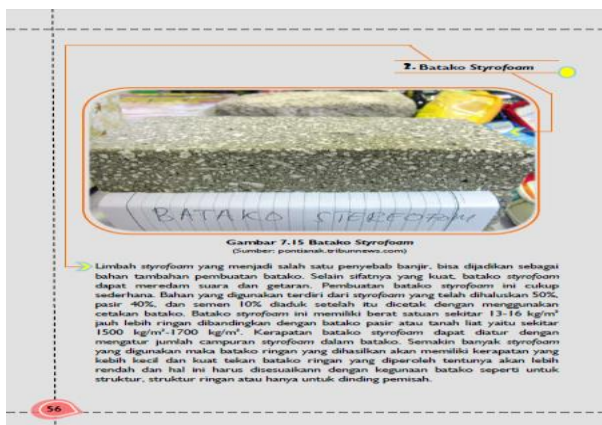 2. Batako Styrofoam
BATAKO STEREOFOM
Gambar 7.15 Batako Styrofoam
(Sumber: pontianak.tribunnews.com)
Limbah styrofoam yang menjadi salah satu penyebab banjir, bisa dijadikan sebagai
bahan tambahan pembuatan batako. Selain sifatnya yang kuat, batako styrofoam
dapat meredam suara dan getaran. Pembuatan batako styrofoam ini cukup
sederhana. Bahan yang digunakan terdiri dari styrofoam yang telah dihaluskan 50%,
pasir 40%, dan semen 10% diaduk setelah itu dicetak dengan menggunakan
cetakan batako. Batako styrofoam ini memiliki berat satuan sekitar 13-16 kg/m³
jauh lebih ringan dibandingkan dengan batako pasir atau tanah liat yaitu sekitar
1500 kg/m³-1700 kg/m³. Kerapatan batako styrofoam dapat diatur dengan
mengatur jumlah campuran styrofoam dalam batako. Semakin banyak styrofoam
yang digunakan maka batako ringan yang dihasilkan akan memiliki kerapatan yang
kebih kecil dan kuat tekan batako ringan yang diperoleh tentunya akan lebih
rendah dan hal ini harus disesuaikann dengan kegunaan batako seperti untuk
struktur, struktur ringan atau hanya untuk dinding pemisah.
56